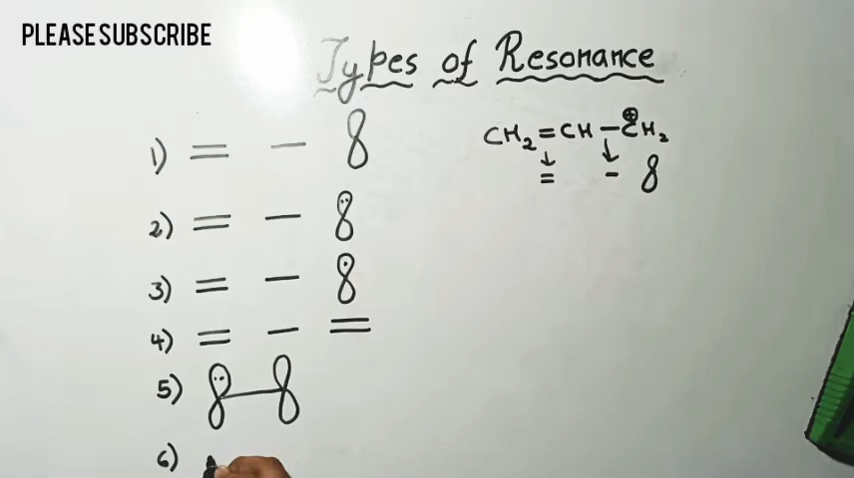 PLEASE SUBSCRIBE
Types of Resonance
CH₂ = CH – C⊕H₂
↓ ↓
= – 8
1) = – 8
2) = – 8
3) = – 8
4) = – =
5) 8–8
6)